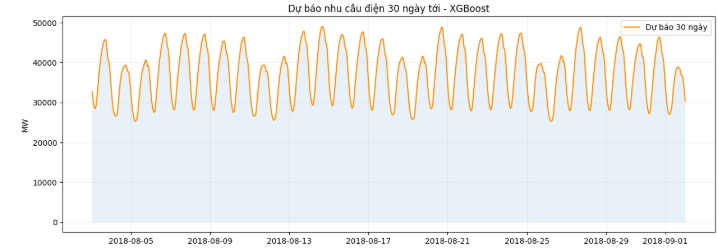 Dự báo nhu cầu điện 30 ngày tới - XGBoost
Dự báo 30 ngày
50000
40000
30000
20000
10000
0
MW
2018-08-05 2018-08-09 2018-08-13 2018-08-17 2018-08-21 2018-08-25 2018-08-29 2018-09-01